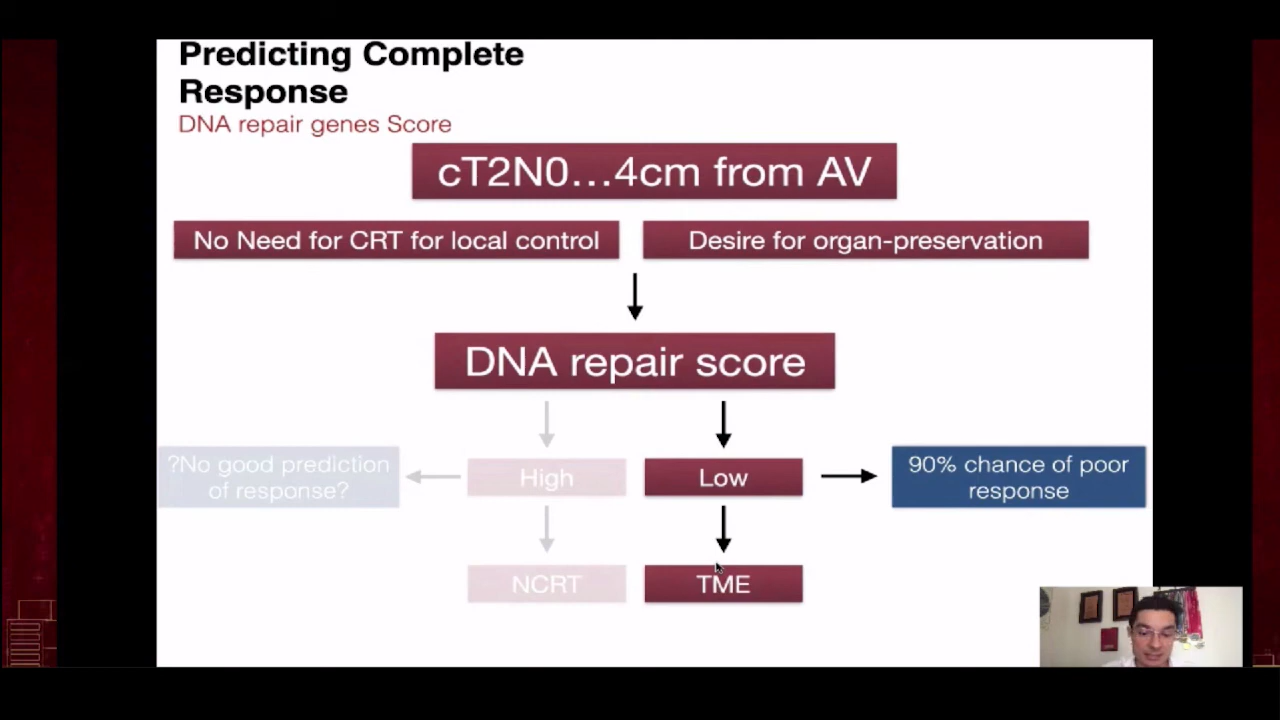 Predicting Complete
Response
DNA repair genes Score
cT2N0...4cm from AV
No Need for CRT for local control
Desire for organ-preservation
DNA repair score
?No good prediction
of response?
High
Low
90% chance of poor
response
NCRT
TME